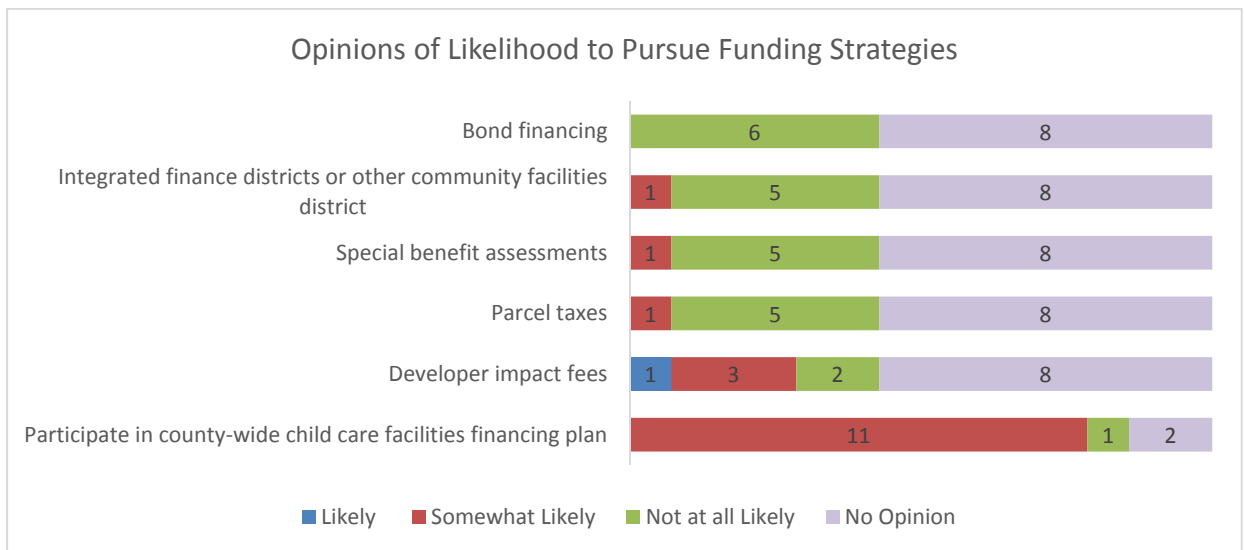 Opinions of Likelihood to Pursue Funding Strategies
Bond financing
6 8
Integrated finance districts or other community facilities
district
1 5 8
Special benefit assessments
1 5 8
Parcel taxes
1 5 8
Developer impact fees
1 3 2 8
Participate in county-wide child care facilities financing plan
11 1 2
Likely Somewhat Likely Not at all Likely No Opinion